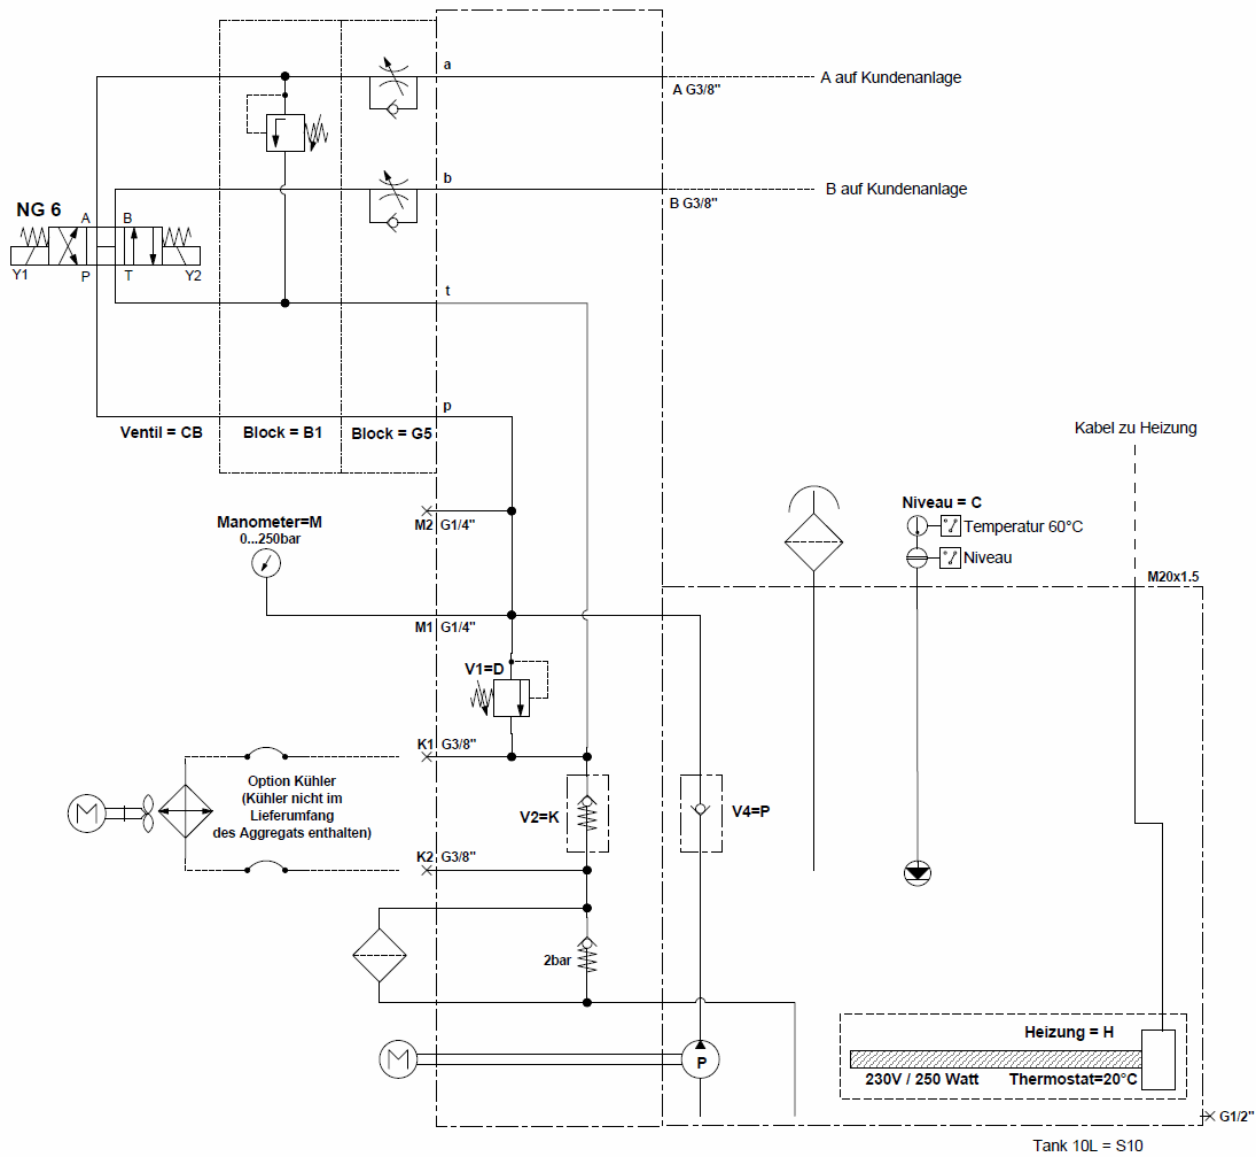 a
A G3/8"
A auf Kundenanlage
b
B G3/8"
B auf Kundenanlage
NG 6
A
B
Y1
P
T
Y2
t
p
Ventil = CB
Block = B1
Block = G5
Kabel zu Heizung
Manometer=M
0...250bar
M2 G1/4"
Niveau = C
Temperatur 60°C
Niveau
M20x1.5
M1 G1/4"
V1=D
K1 G3/8"
Option Kühler
(Kühler nicht im
Lieferumfang
des Aggregats enthalten)
M
V2=K
V4=P
K2 G3/8"
2bar
M
P
Heizung = H
230V / 250 Watt
Thermostat=20°C
G1/2"
Tank 10L = S10